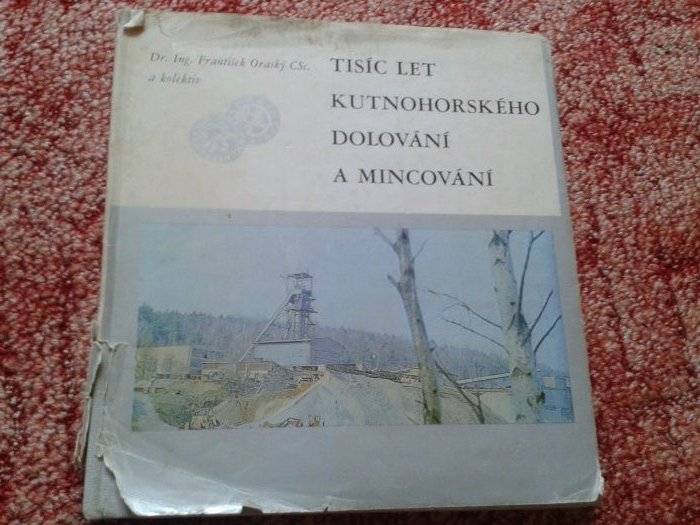 Dr. Ing. František Oraský CSc.
a kolektiv
TISÍC LET
KUTNOHORSKÉHO
DOLOVÁNÍ
A MINCOVÁNÍ